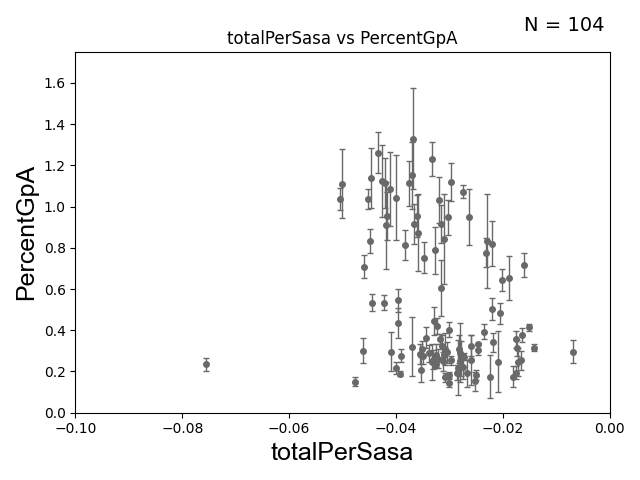 N = 104
totalPerSasa vs PercentGpA
PercentGpA
1.6
1.4
1.2
1.0
0.8
0.6
0.4
0.2
0.0
−0.10 −0.08 −0.06 −0.04 −0.02 0.00
totalPerSasa